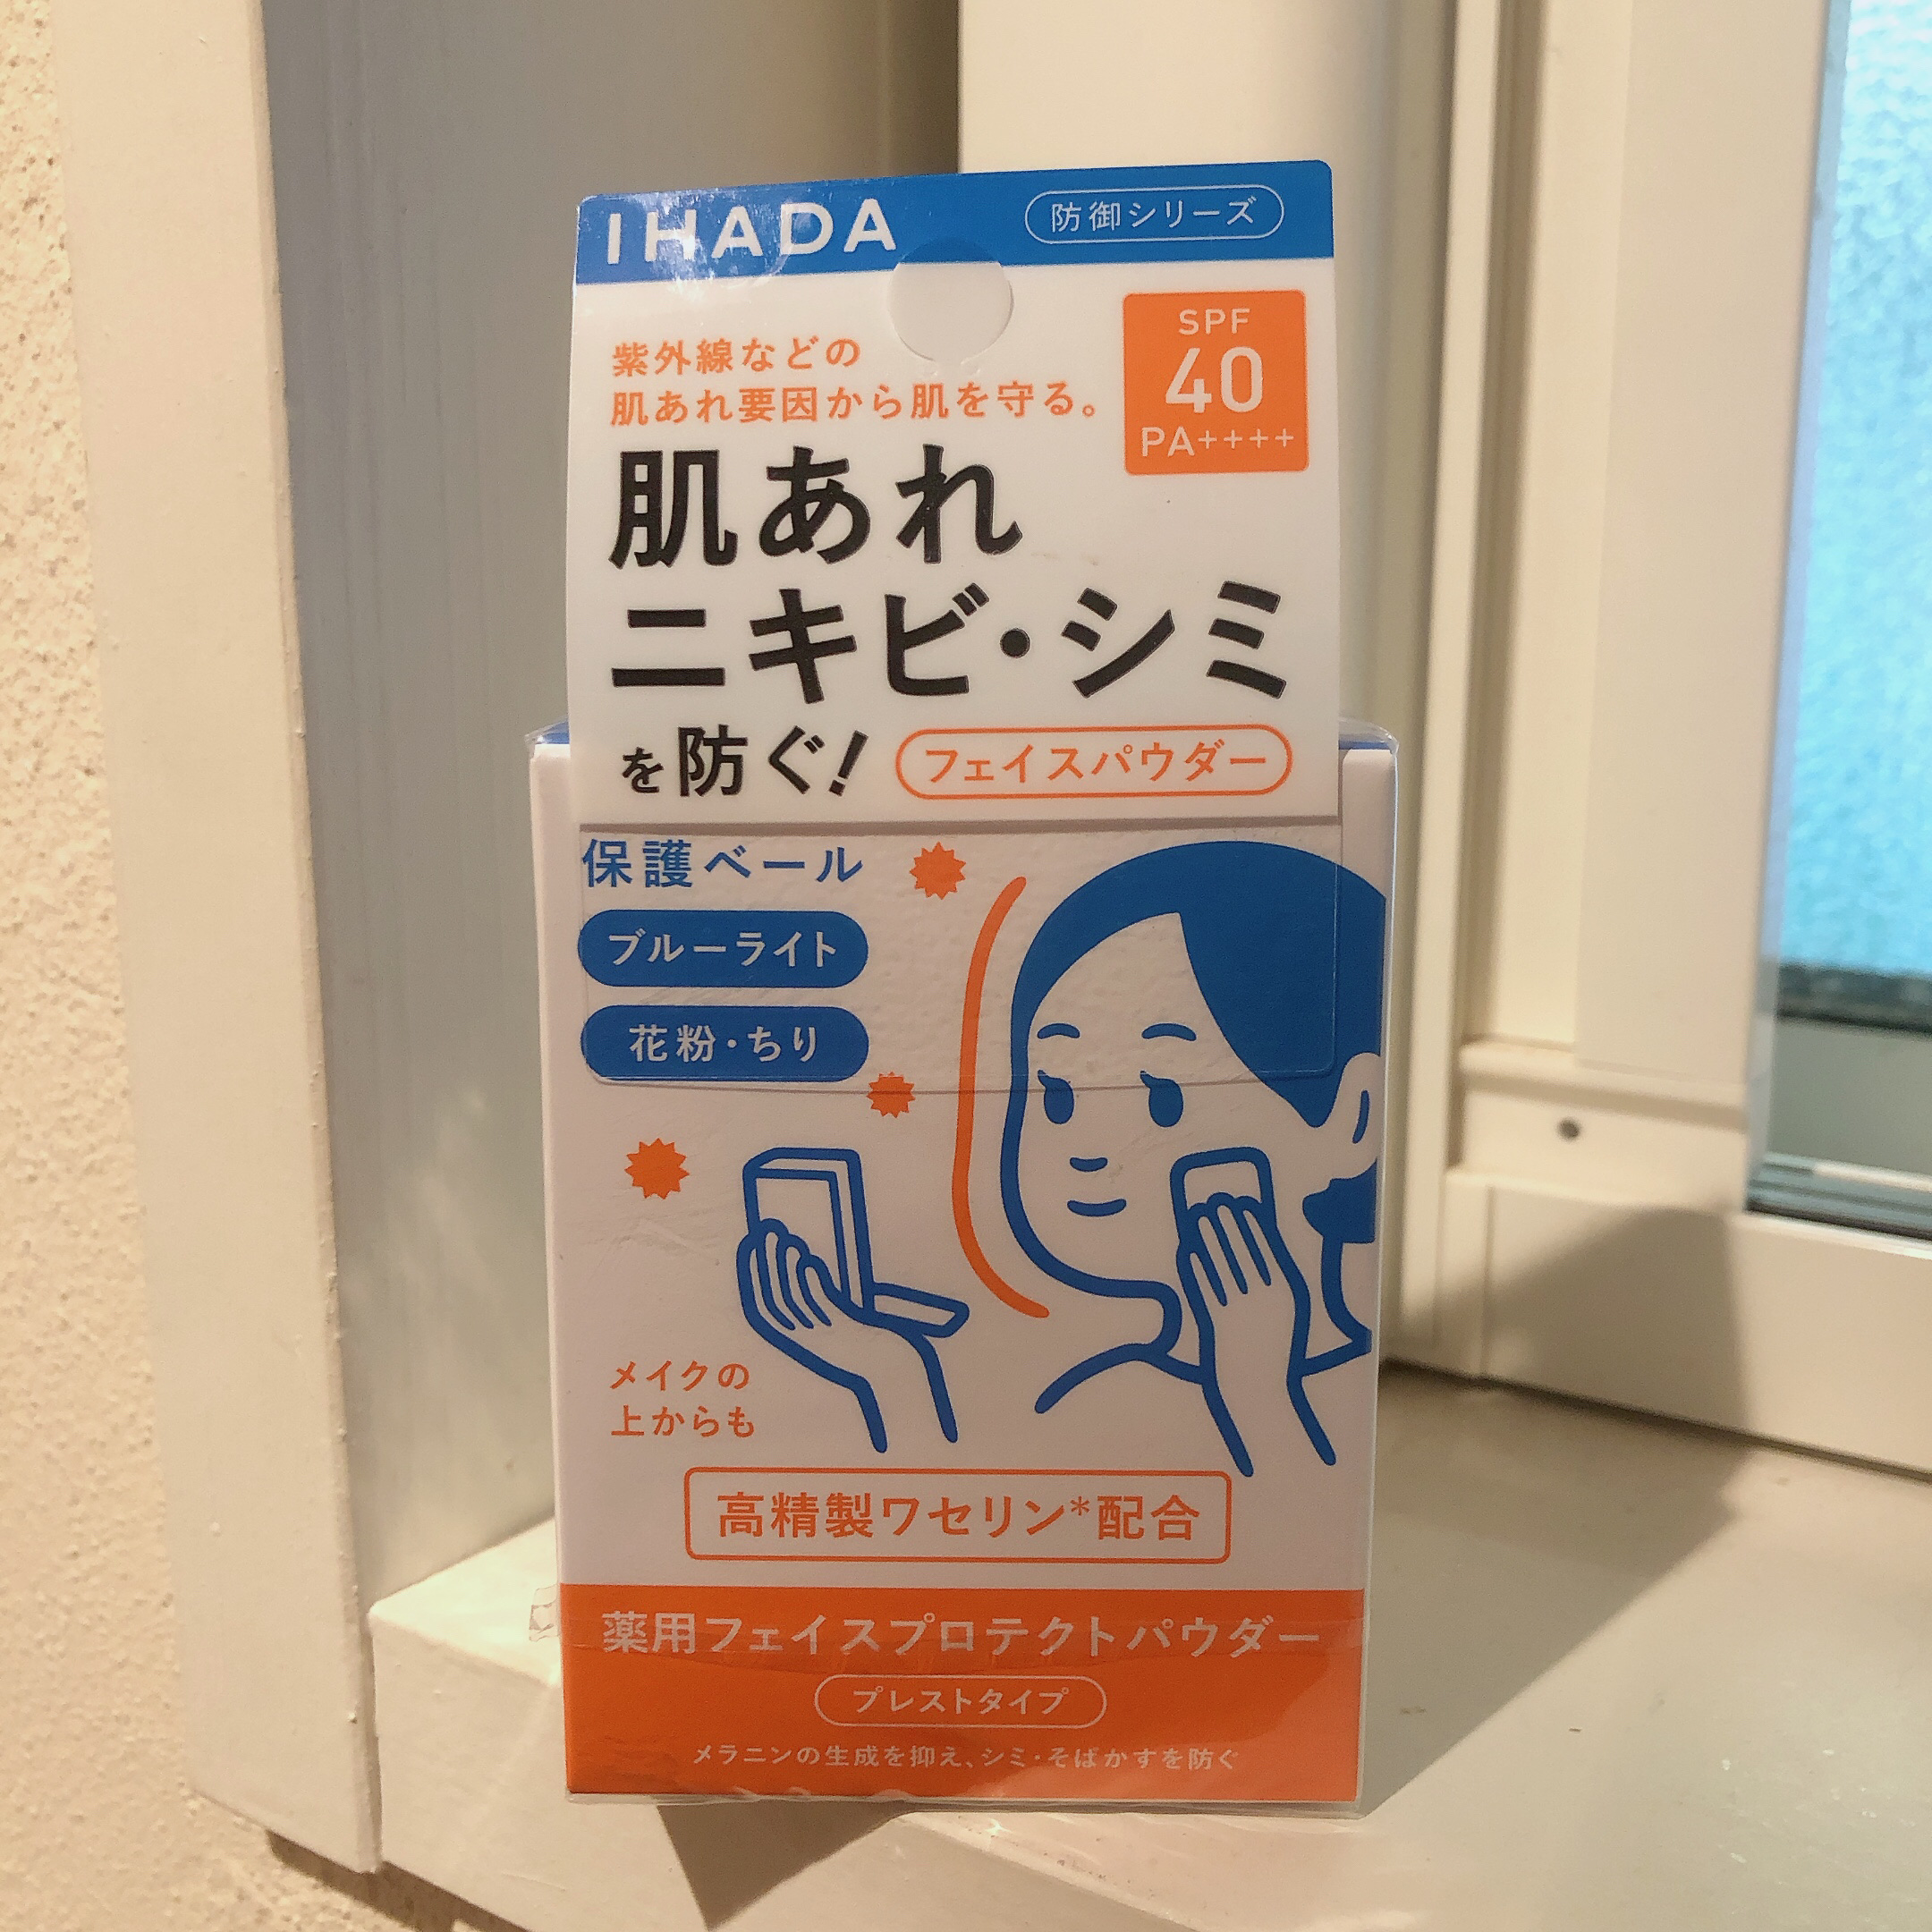 IHADA
防御シリーズ
紫外線などの
肌あれ要因から肌を守る。
SPF
40
PA++++
肌あれ
ニキビ・シミ
を防ぐ!
フェイスパウダー
保護ベール
ブルーライト
花粉・ちり
メイクの
上からも
高精製ワセリン*配合
薬用フェイスプロテクトパウダー
プレストタイプ
メラニンの生成を抑え、シミ・そばかすを防ぐ